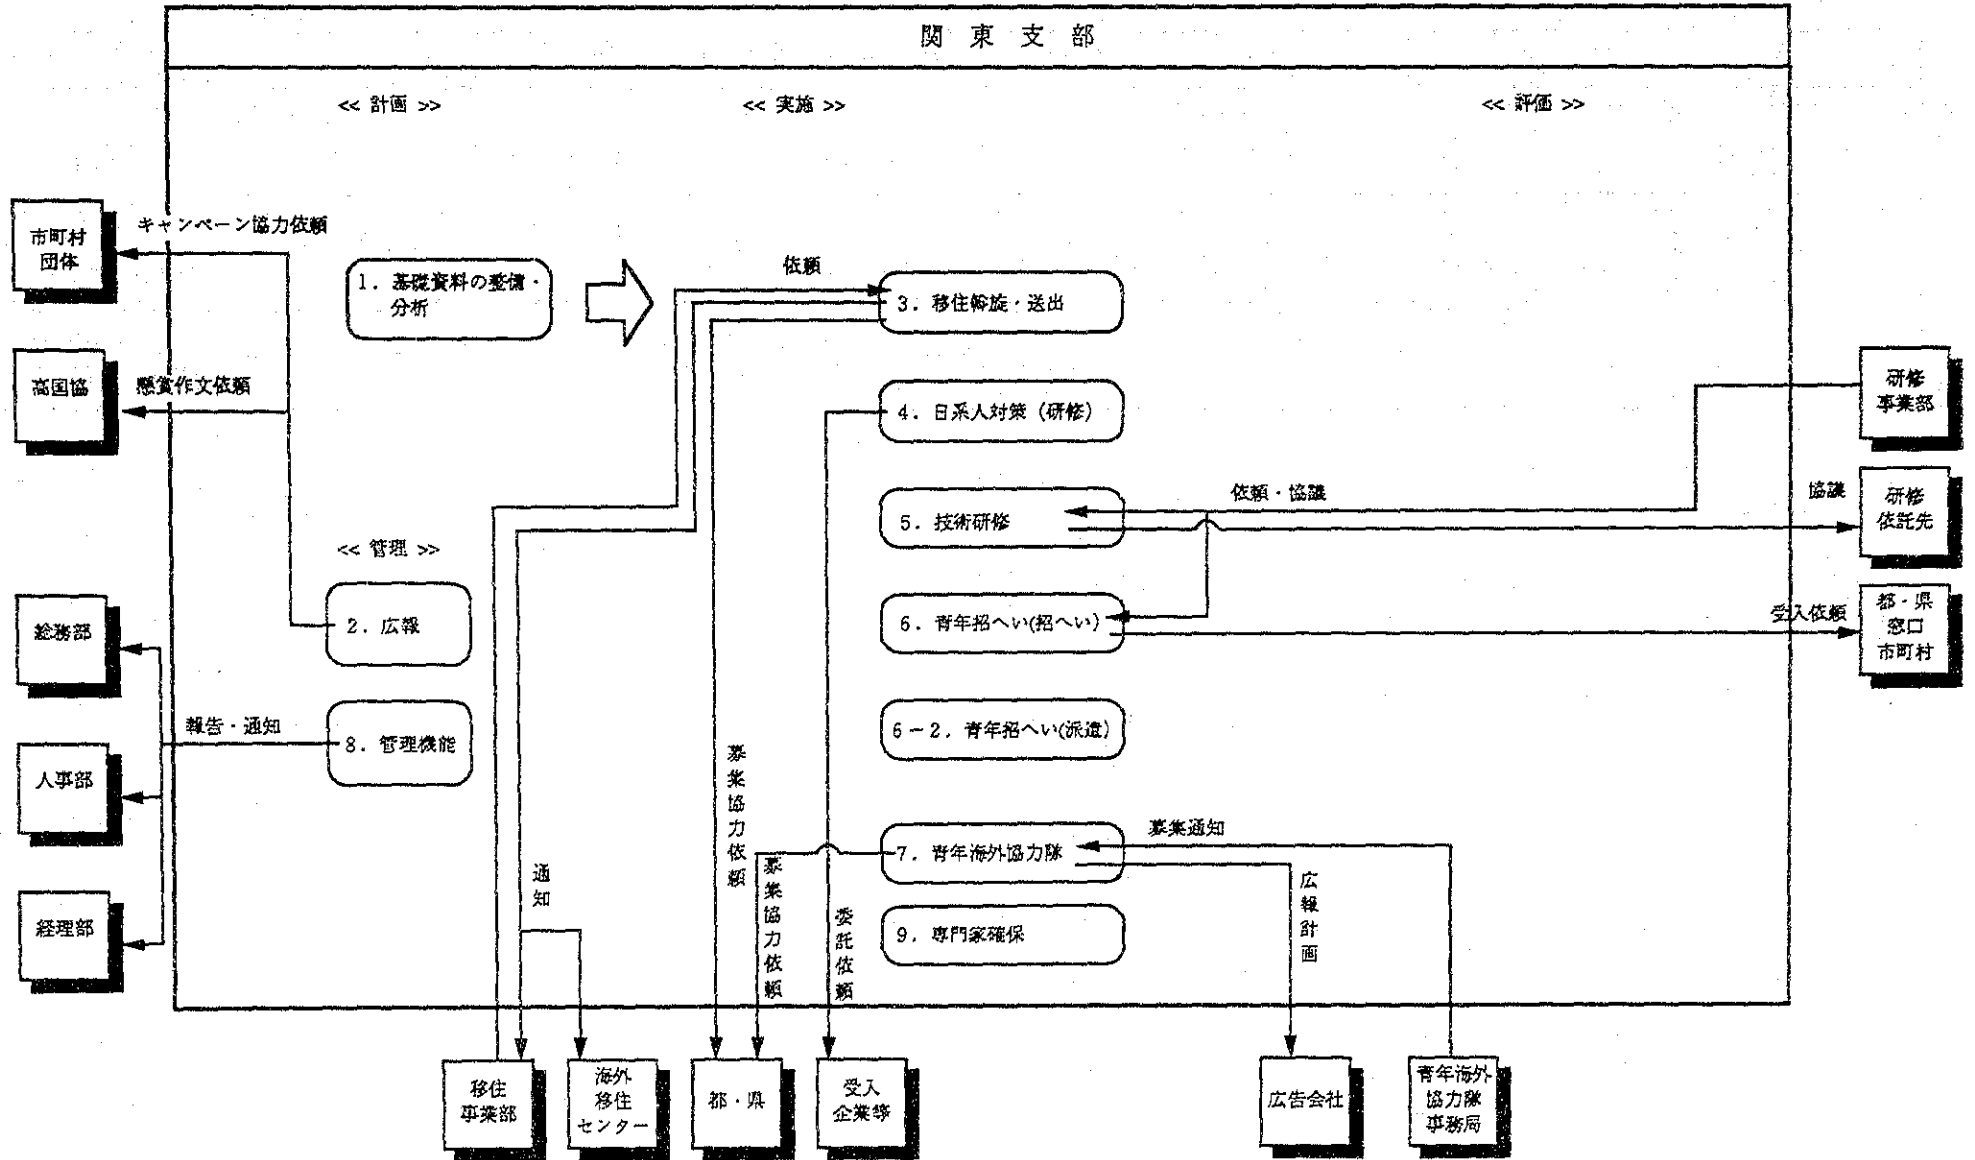 関東支部
<< 計画 >>
<< 実施 >>
<< 評価 >>
市町村
団体
キャンペーン協力依頼
1. 基礎資料の整備・
分析
依頼
3. 移住斡旋・送出
高国協
懸賞作文依頼
4. 日系人対策 (研修)
研修
事業部
依頼・協議
5. 技術研修
協議
研修
依託先
<< 管理 >>
2. 広報
6. 青年招へい(招へい)
受入依頼
都・県
窓口
市町村
総務部
報告・通知
8. 管理機能
6-2. 青年招へい(派遣)
人事部
募集協力依頼
7. 青年海外協力隊
募集通知
通知
募集協力依頼
委託依頼
広報計画
経理部
9. 専門家確保
移住
事業部
海外
移住
センター
都・県
受入
企業等
広告会社
青年海外
協力隊
事務局